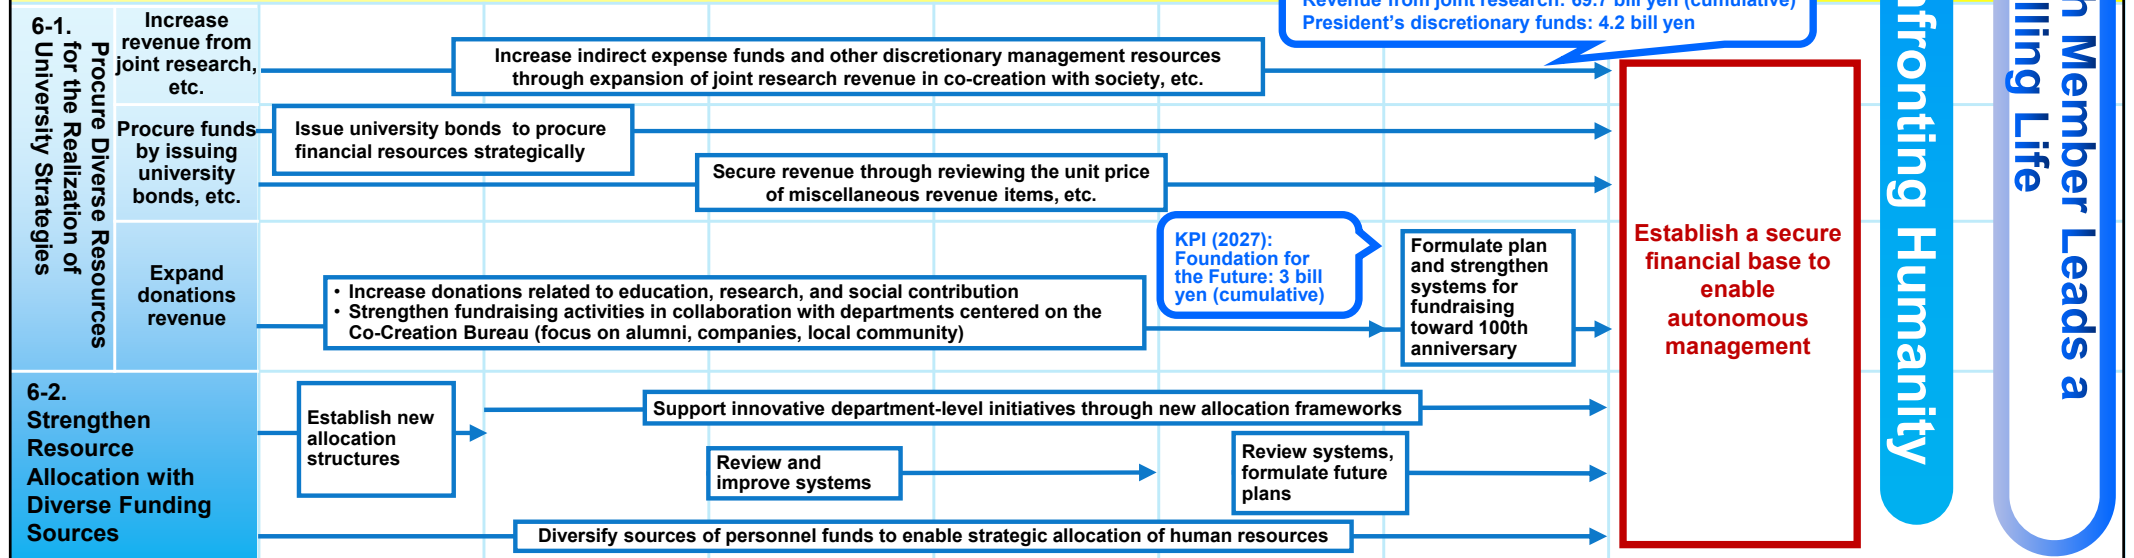 Revenue from joint research: 69.7 bill yen (cumulative)
President's discretionary funds: 4.2 bill yen
6-1.
Procure Diverse Resources
for the Realization of
University Strategies
Increase
revenue from
joint research,
etc.
Increase indirect expense funds and other discretionary management resources
through expansion of joint research revenue in co-creation with society, etc.
Procure funds
by issuing
university
bonds, etc.
Issue university bonds to procure
financial resources strategically
Secure revenue through reviewing the unit price
of miscellaneous revenue items, etc.
Expand
donations
revenue
• Increase donations related to education, research, and social contribution
• Strengthen fundraising activities in collaboration with departments centered on the
Co-Creation Bureau (focus on alumni, companies, local community)
KPI (2027):
Foundation for
the Future: 3 bill
yen (cumulative)
Formulate plan
and strengthen
systems for
fundraising
toward 100th
anniversary
6-2.
Strengthen
Resource
Allocation with
Diverse Funding
Sources
Establish new
allocation
structures
Support innovative department-level initiatives through new allocation frameworks
Review and
improve systems
Review systems,
formulate future
plans
Diversify sources of personnel funds to enable strategic allocation of human resources
Establish a secure
financial base to
enable
autonomous
management
nfronting Humanity
h Member Leads a
lling Life